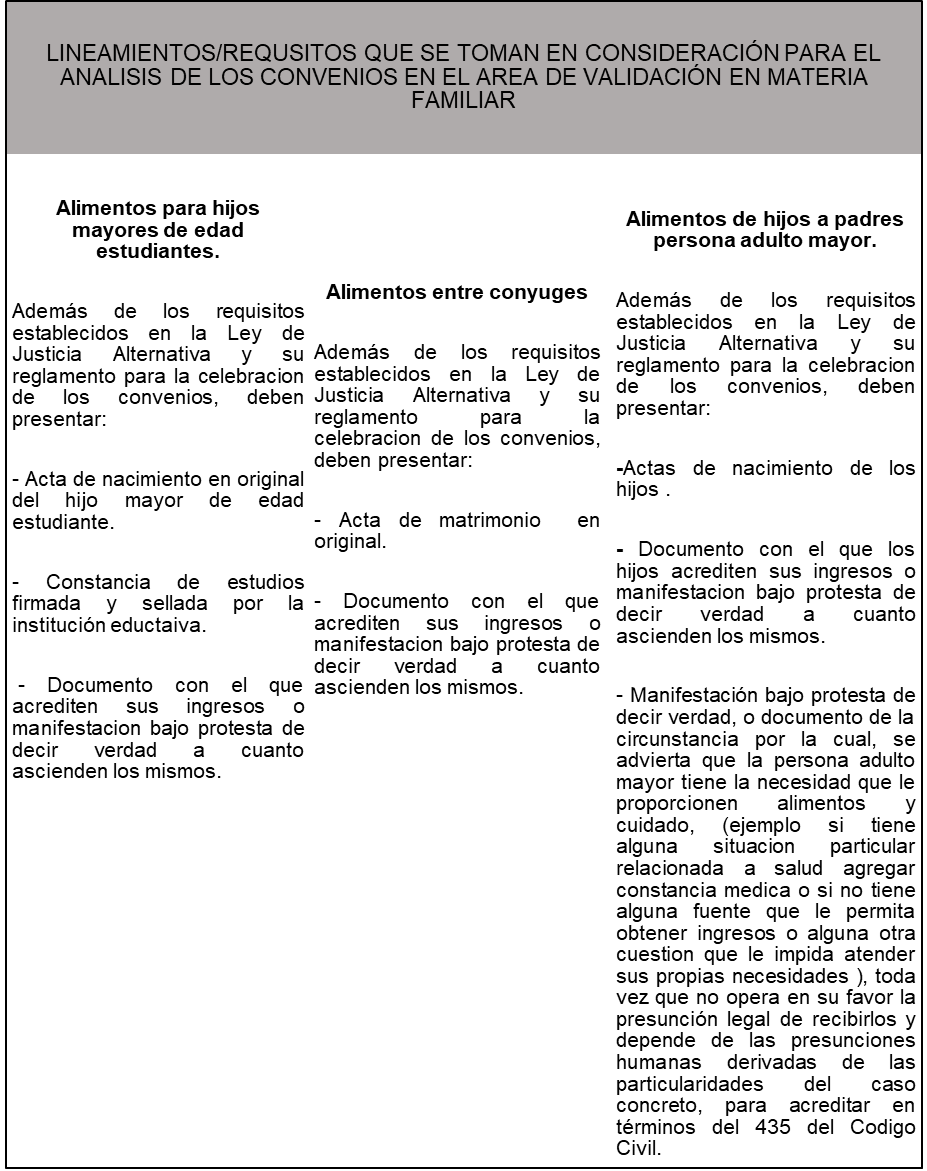 LINEAMIENTOS/REQUSITOS QUE SE TOMAN EN CONSIDERACIÓN PARA EL
ANALISIS DE LOS CONVENIOS EN EL AREA DE VALIDACIÓN EN MATERIA
FAMILIAR
Alimentos para hijos
mayores de edad
estudiantes.
Además de los requisitos
establecidos en la Ley de
Justicia Alternativa y su
reglamento para la celebracion
de los convenios, deben
presentar:
- Acta de nacimiento en original
del hijo mayor de edad
estudiante.
- Constancia de estudios
firmada y sellada por la
institución eductaiva.
- Documento con el que
acrediten sus ingresos o
manifestacion bajo protesta de
decir verdad a cuanto
ascienden los mismos.
Alimentos entre conyuges
Además de los requisitos
establecidos en la Ley de
Justicia Alternativa y su
reglamento para la
celebracion de los convenios,
deben presentar:
- Acta de matrimonio en
original.
- Documento con el que
acrediten sus ingresos o
manifestacion bajo protesta de
decir verdad a cuanto
ascienden los mismos.
Alimentos de hijos a padres
persona adulto mayor.
Además de los requisitos
establecidos en la Ley de
Justicia Alternativa y su
reglamento para la celebracion
de los convenios, deben
presentar:
-Actas de nacimiento de los
hijos .
- Documento con el que los
hijos acrediten sus ingresos o
manifestacion bajo protesta de
decir verdad a cuanto
ascienden los mismos.
- Manifestación bajo protesta de
decir verdad, o documento de la
circunstancia por la cual, se
advierta que la persona adulto
mayor tiene la necesidad que le
proporcionen alimentos y
cuidado, (ejemplo si tiene
alguna situacion particular
relacionada a salud agregar
constancia medica o si no tiene
alguna fuente que le permita
obtener ingresos o alguna otra
cuestion que le impida atender
sus propias necesidades ), toda
vez que no opera en su favor la
presunción legal de recibirlos y
depende de las presunciones
humanas derivadas de las
particularidades del caso
concreto, para acreditar en
términos del 435 del Codigo
Civil.